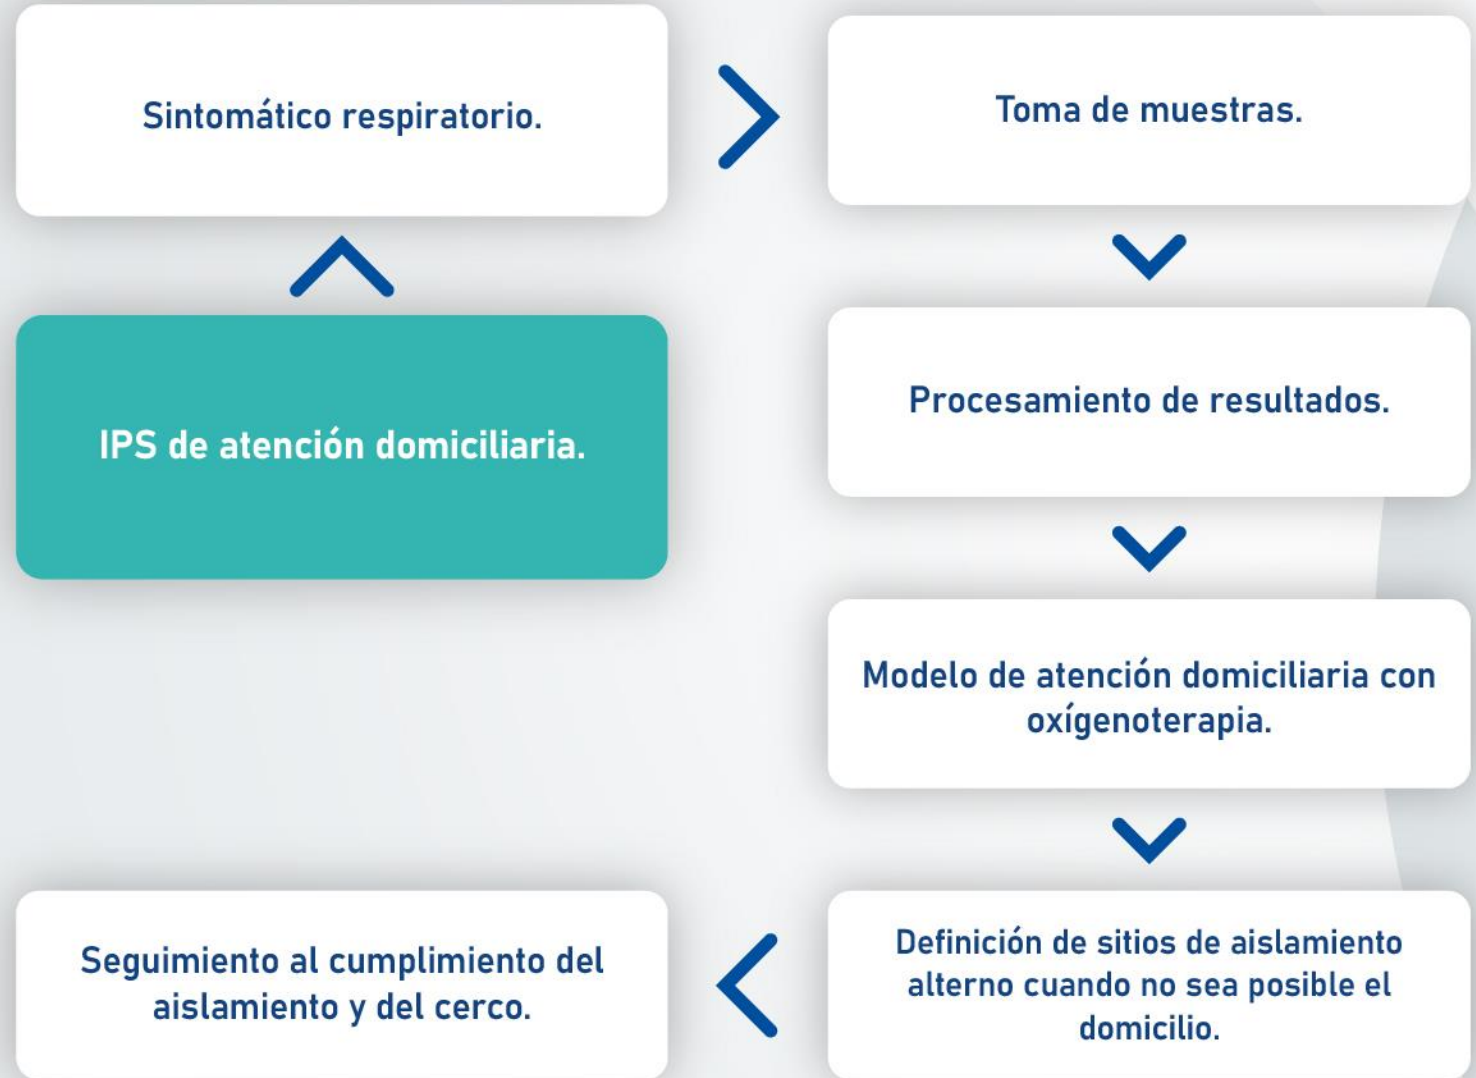 Sintomático respiratorio.
Toma de muestras.
IPS de atención domiciliaria.
Procesamiento de resultados.
Modelo de atención domiciliaria con
oxígenoterapia.
Seguimiento al cumplimiento del
aislamiento y del cerco.
Definición de sitios de aislamiento
alterno cuando no sea posible el
domicilio.